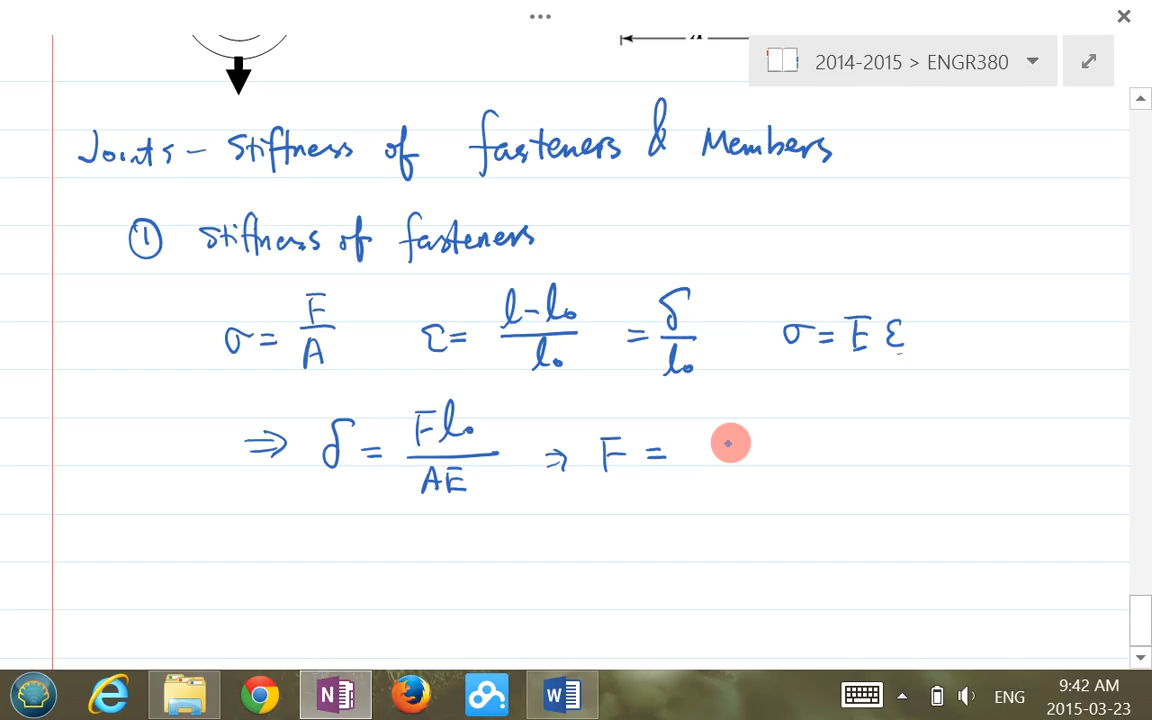 2014-2015 > ENGR380
Joints - Stiffness of fasteners & Members
① Stiffness of fasteners
σ = F/A ε = (l - l₀)/l₀ = δ/l₀ σ = E ε
⇒ δ = Fl₀/AE ⇒ F =
ENG
9:42 AM
2015-03-23